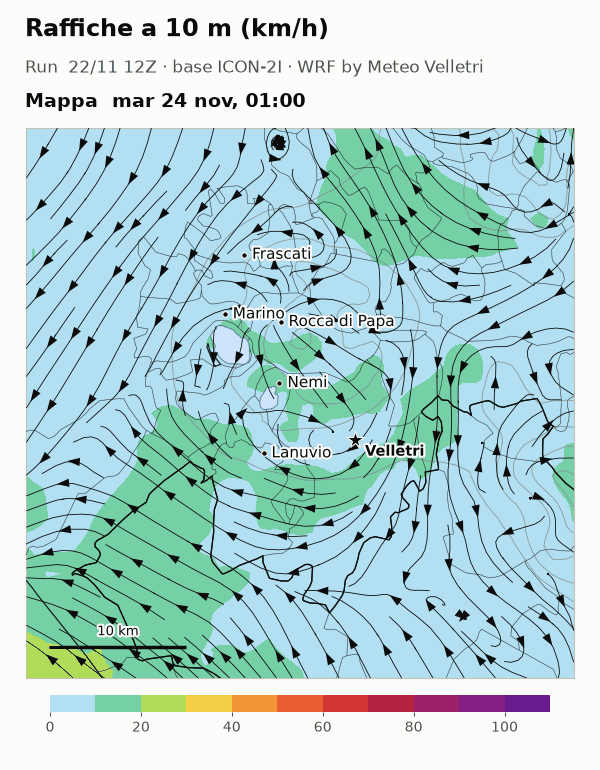 Raffiche a 10 m (km/h)
Run  22/11 12Z · base ICON-2I · WRF by Meteo Velletri
Mappa  mar 24 nov, 01:00
Frascati
Marino
Rocca di Papa
Nemi
Velletri
Lanuvio
10 km
0 20 40 60 80 100